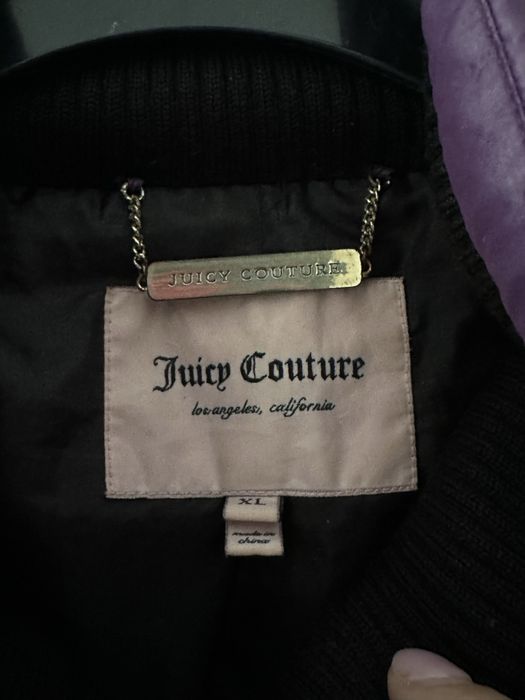 JUICY COUTURE
Juicy Couture
los angeles, california
XL
made in
china